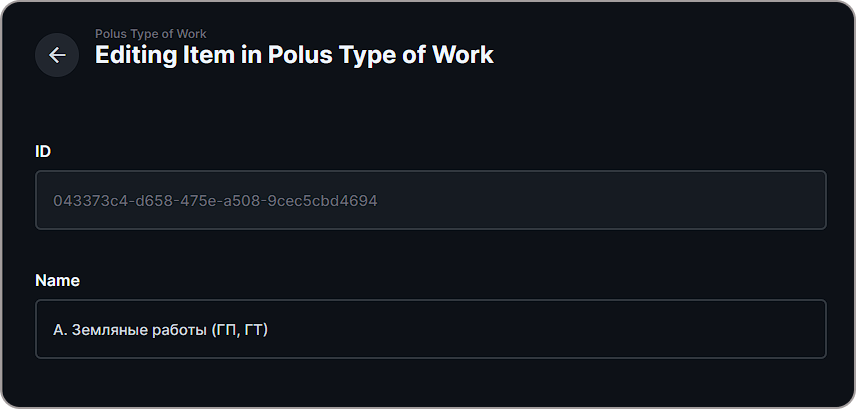 Polus Type of Work
Editing Item in Polus Type of Work
ID
043373c4-d658-475e-a508-9cec5cbd4694
Name
А. Земляные работы (ГП, ГТ)